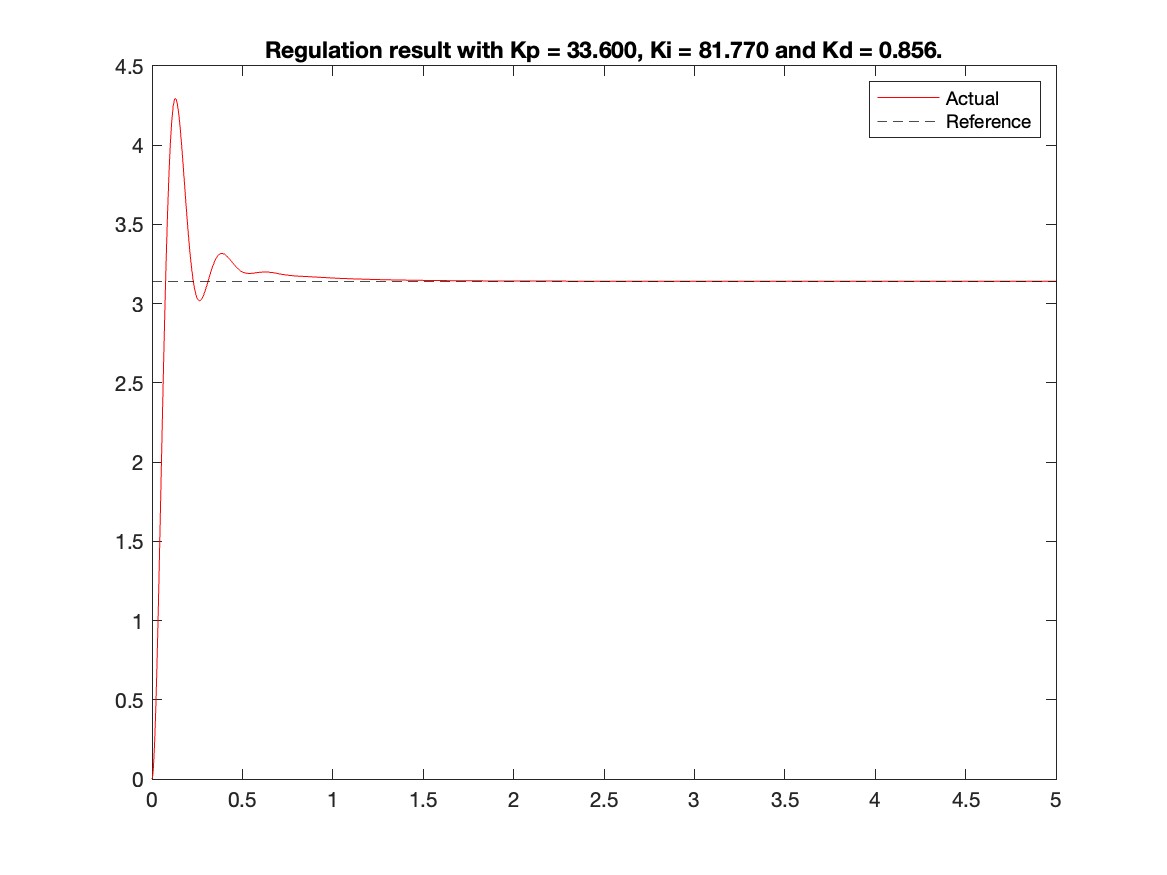 Regulation result with Kp = 33.600, Ki = 81.770 and Kd = 0.856.
4.5
Actual
Reference
4
3.5
3
2.5
2
1.5
1
0.5
0
0 0.5 1 1.5 2 2.5 3 3.5 4 4.5 5